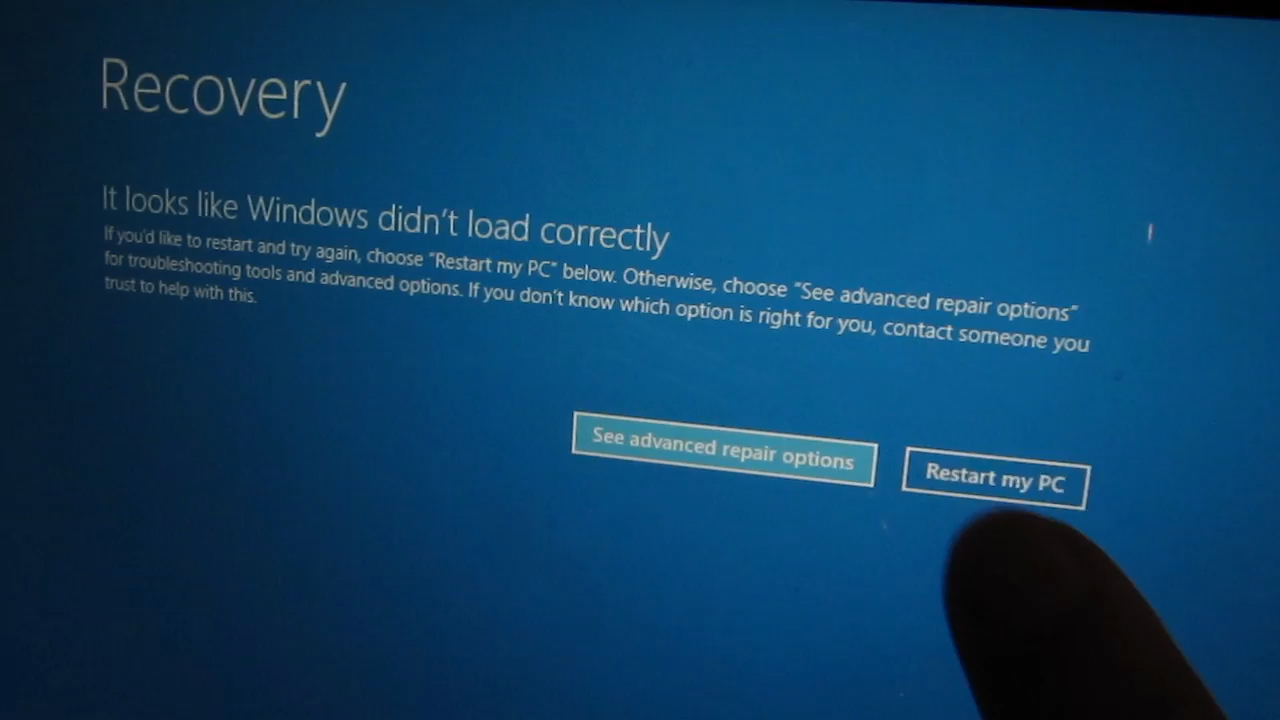 Recovery
It looks like Windows didn't load correctly
If you'd like to restart and try again, choose "Restart my PC" below. Otherwise, choose "See advanced repair options"
for troubleshooting tools and advanced options. If you don't know which option is right for you, contact someone you
trust to help with this.
See advanced repair options
Restart my PC